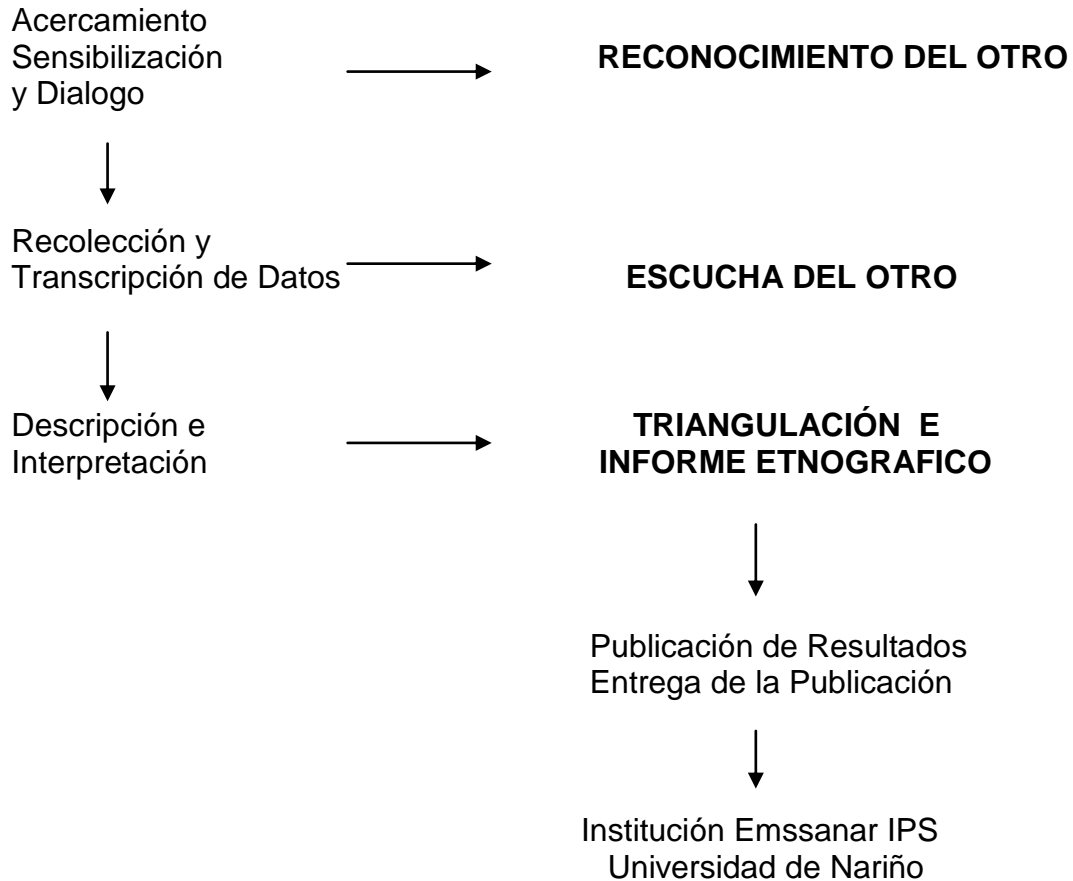 Acercamiento
Sensibilización
y Dialogo
RECONOCIMIENTO DEL OTRO
Recolección y
Transcripción de Datos
ESCUCHA DEL OTRO
Descripción e
Interpretación
TRIANGULACIÓN E
INFORME ETNOGRAFICO
Publicación de Resultados
Entrega de la Publicación
Institución Emssanar IPS
Universidad de Nariño